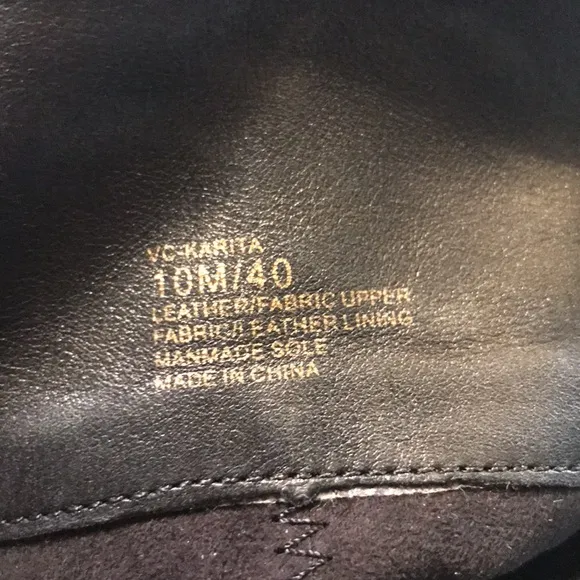 VC-KARITA
10M/40
LEATHER/FABRIC UPPER
FABRIC/LEATHER LINING
MANMADE SOLE
MADE IN CHINA